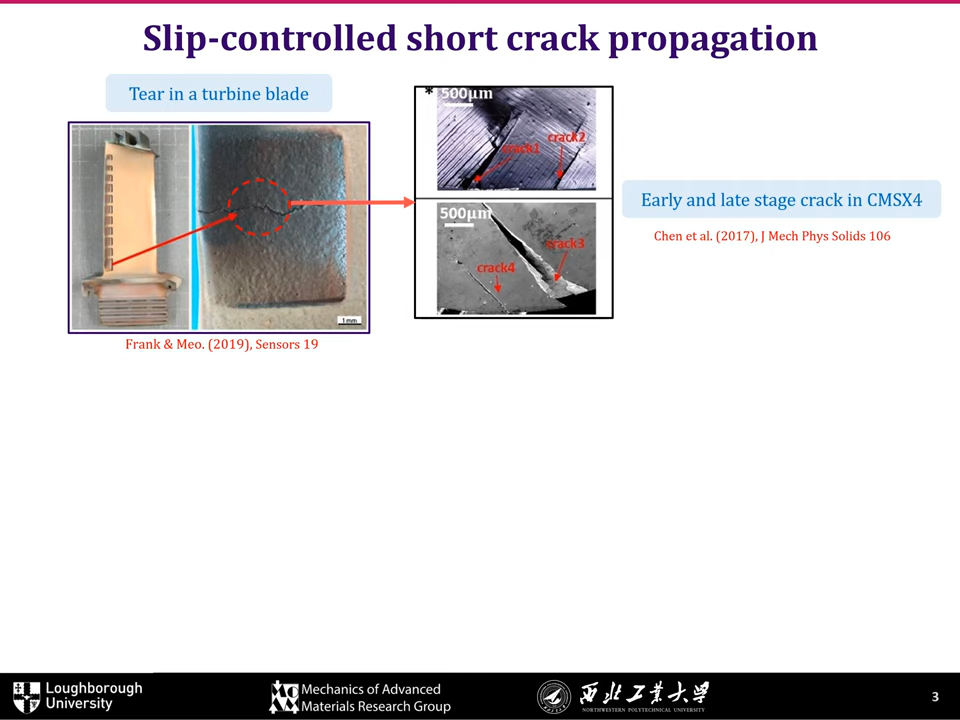 Slip-controlled short crack propagation
Tear in a turbine blade
* 500μm
crack1
crack2
500μm
crack3
crack4
1 mm
Early and late stage crack in CMSX4
Chen et al. (2017), J Mech Phys Solids 106
Frank & Meo. (2019), Sensors 19
Loughborough
University
Mechanics of Advanced
Materials Research Group
西北工业大学
NORTHWESTERN POLYTECHNICAL UNIVERSITY
3